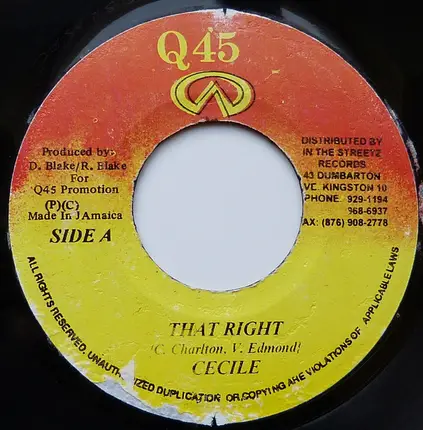 Q45
Produced by:
D. Blake/R. Blake
For
Q45 Promotion
(P)(C)
Made In Jamaica
SIDE A
DISTRIBUTED BY
IN THE STREETZ
RECORDS
43 DUMBARTON
VE. KINGSTON 10
PHONE: 929-1194
968-6937
AX: (876) 908-2778
THAT RIGHT
(C. Charlton, V. Edmond)
CECILE
ALL RIGHTS RESERVED. UNAUTHORIZED DUPLICATION OR COPYING ARE VIOLATIONS OF APPLICABLE LAWS